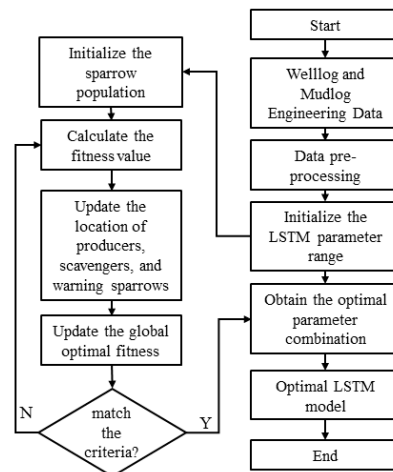 Start
Welllog and
Mudlog
Engineering Data
Data pre-
processing
Initialize the
LSTM parameter
range
Initialize the
sparrow
population
Calculate the
fitness value
Update the
location of
producers,
scavengers, and
warning sparrows
Update the global
optimal fitness
match
the
criteria?
N
Y
Obtain the optimal
parameter
combination
Optimal LSTM
model
End